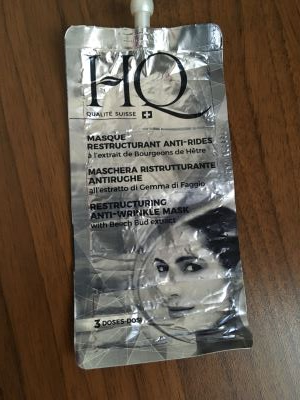 HQ
QUALITÉ SUISSE
MASQUE
RESTRUCTURANT ANTI-RIDES
à l'extrait de Bourgeons de Hêtre
MASCHERA RISTRUTTURANTE
ANTIRUGHE
all'estratto di Gemma di Faggio
RESTRUCTURING
ANTI-WRINKLE MASK
with Beech Bud extract
3 DOSES-DOSI